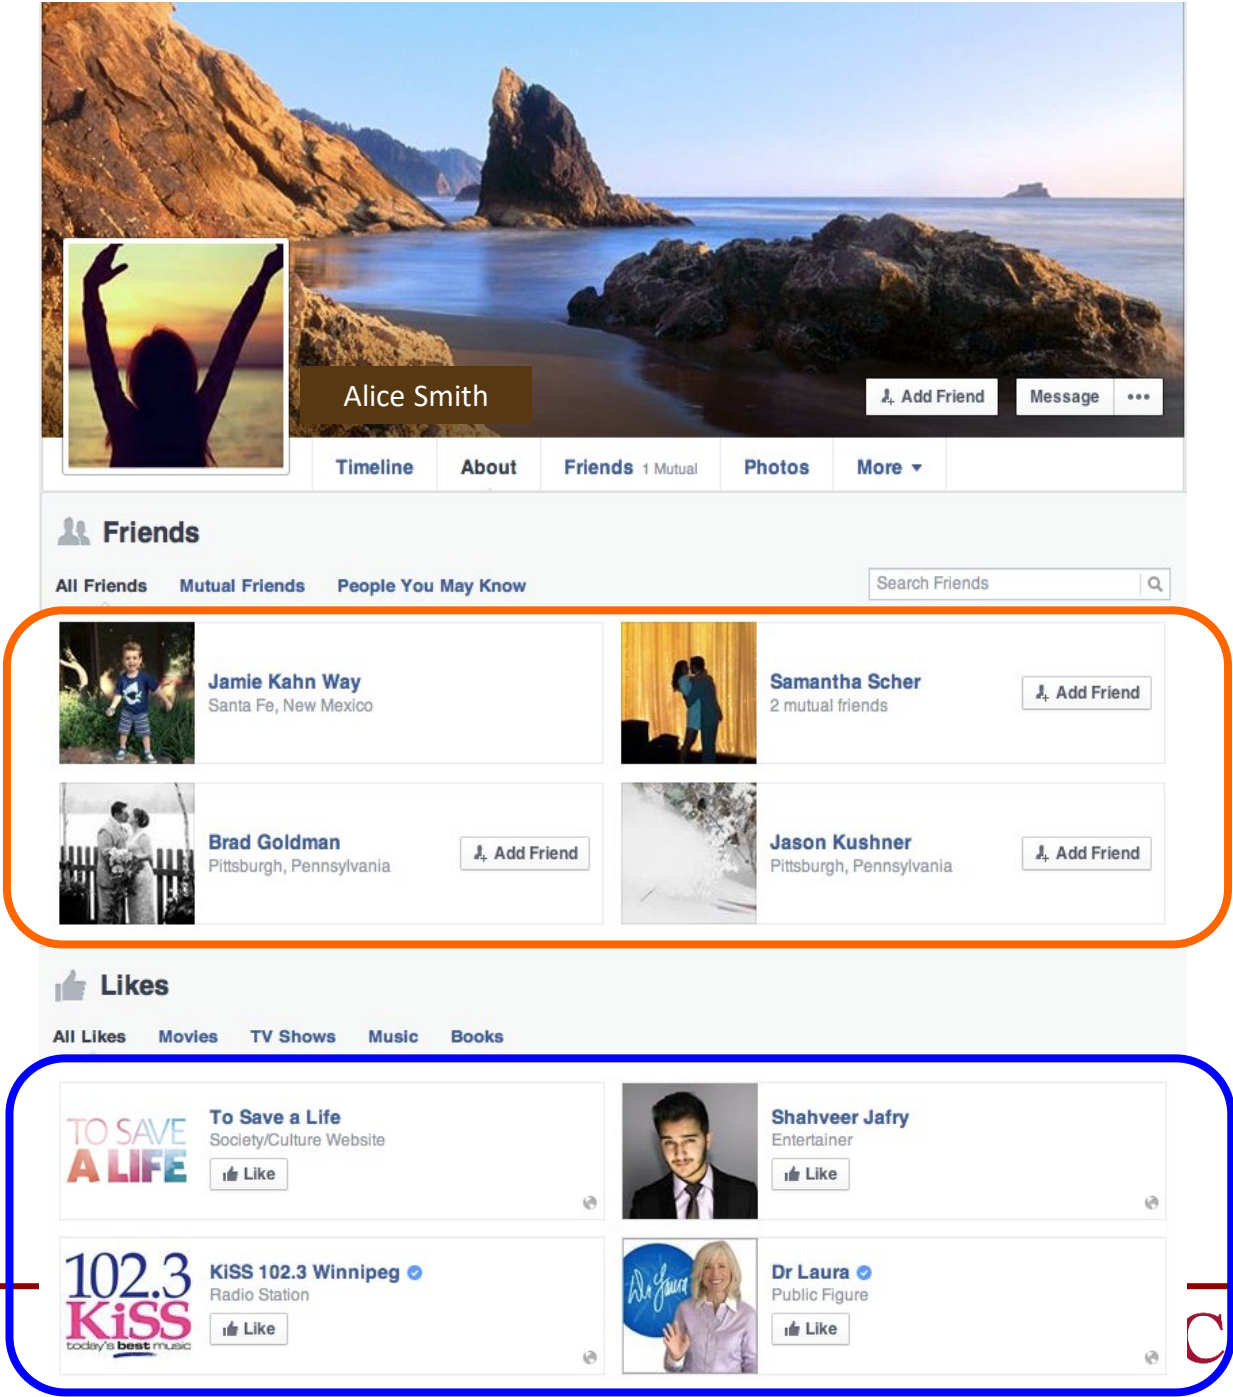 Alice Smith
Add Friend
Message
Timeline
About
Friends 1 Mutual
Photos
More
Friends
All Friends
Mutual Friends
People You May Know
Search Friends
Jamie Kahn Way
Santa Fe, New Mexico
Samantha Scher
2 mutual friends
Add Friend
Brad Goldman
Pittsburgh, Pennsylvania
Add Friend
Jason Kushner
Pittsburgh, Pennsylvania
Add Friend
Likes
All Likes
Movies
TV Shows
Music
Books
TO SAVE
A LIFE
To Save a Life
Society/Culture Website
Like
Shahveer Jafry
Entertainer
Like
102.3
KiSS
today's best music
KiSS 102.3 Winnipeg
Radio Station
Like
Dr Laura
Dr Laura
Public Figure
Like
C